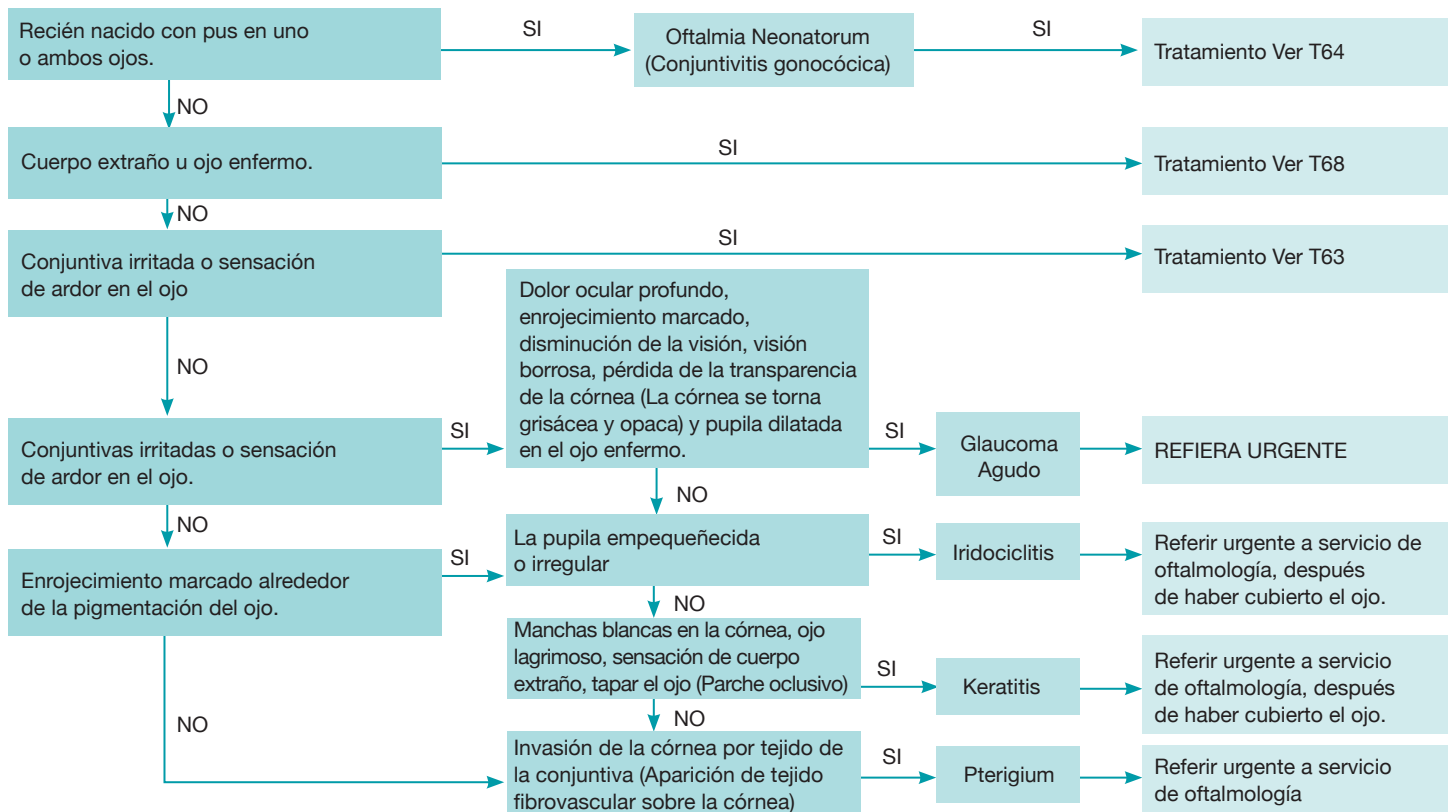 Recién nacido con pus en uno
o ambos ojos.
SI
Oftalmia Neonatorum
(Conjuntivitis gonocócica)
SI
Tratamiento Ver T64
NO
Cuerpo extraño u ojo enfermo.
SI
Tratamiento Ver T68
NO
Conjuntiva irritada o sensación
de ardor en el ojo
SI
Tratamiento Ver T63
NO
Conjuntivas irritadas o sensación
de ardor en el ojo.
SI
Dolor ocular profundo,
enrojecimiento marcado,
disminución de la visión, visión
borrosa, pérdida de la transparencia
de la córnea (La córnea se torna
grisácea y opaca) y pupila dilatada
en el ojo enfermo.
SI
Glaucoma
Agudo
REFIERA URGENTE
NO
NO
Enrojecimiento marcado alrededor
de la pigmentación del ojo.
SI
La pupila empequeñecida
o irregular
SI
Iridociclitis
Referir urgente a servicio de
oftalmología, después
de haber cubierto el ojo.
NO
Manchas blancas en la córnea, ojo
lagrimoso, sensación de cuerpo
extraño, tapar el ojo (Parche oclusivo)
SI
Keratitis
Referir urgente a servicio
de oftalmología, después
de haber cubierto el ojo.
NO
NO
Invasión de la córnea por tejido de
la conjuntiva (Aparición de tejido
fibrovascular sobre la córnea)
SI
Pterigium
Referir urgente a servicio
de oftalmología